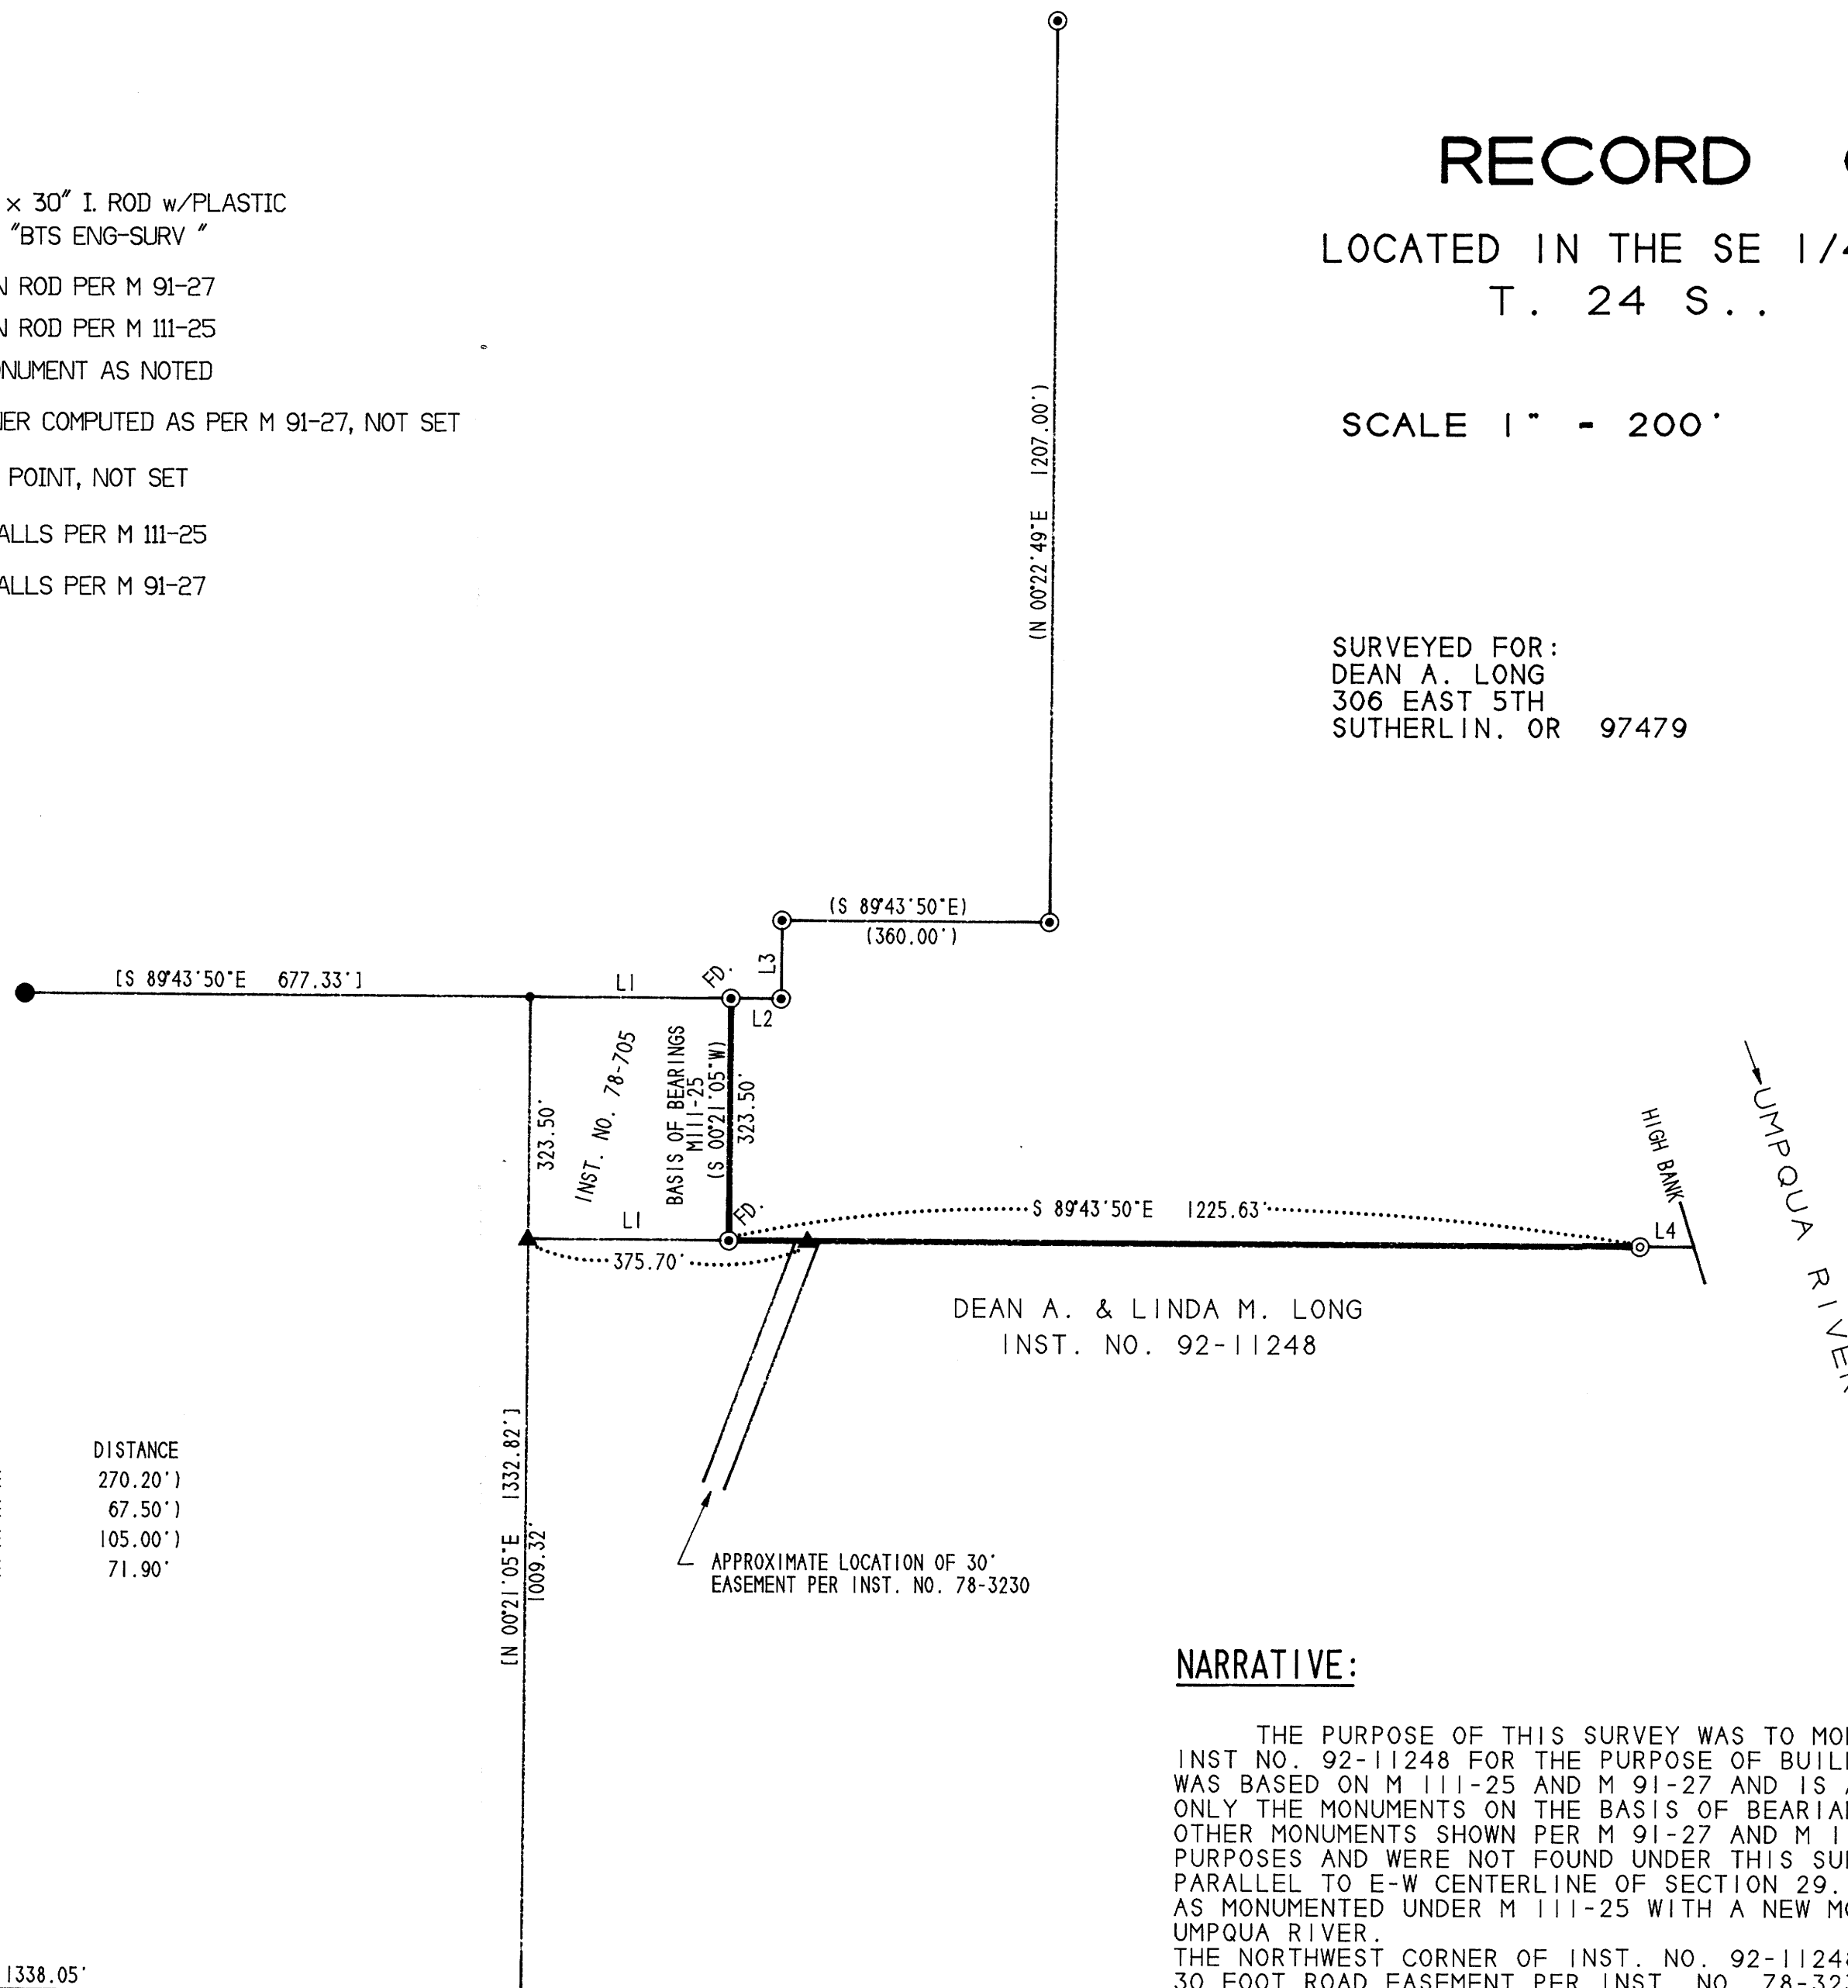 RECORD
LOCATED IN THE SE 1/4
T. 24 S..
SCALE 1" - 200'
x 30" I. ROD w/PLASTIC
"BTS ENG-SURV "
ROD PER M 91-27
ROD PER M 111-25
AS NOTED
COMPUTED AS PER M 91-27, NOT SET
POINT, NOT SET
PER M 111-25
PER M 91-27
(N 00°22'49"E 1207.00')
SURVEYED FOR:
DEAN A. LONG
306 EAST 5TH
SUTHERLIN. OR 97479
(S 89°43'50"E)
(360.00')
L3
FD.
[S 89°43'50"E 677.33']
L1
L2
323.50'
INST. NO. 78-705
BASIS OF BEARINGS
M111-25
(S 00°21'05"W)
323.50'
FD.
L1
375.70'
S 89°43'50"E 1225.63'
L4
HIGH BANK
UMPQUA RIVER
DEAN A. & LINDA M. LONG
INST. NO. 92-11248
[N 00°21'05"E 1332.82']
1009.32'
DISTANCE
270.20')
67.50')
105.00')
71.90'
APPROXIMATE LOCATION OF 30'
EASEMENT PER INST. NO. 78-3230
NARRATIVE:
THE PURPOSE OF THIS SURVEY WAS TO
INST NO. 92-11248 FOR THE PURPOSE OF
WAS BASED ON M 111-25 AND M 91-27 AND IS
ONLY THE MONUMENTS ON THE BASIS OF
OTHER MONUMENTS SHOWN PER M 91-27 AND M
PURPOSES AND WERE NOT FOUND UNDER THIS
PARALLEL TO E-W CENTERLINE OF SECTION 29.
AS MONUMENTED UNDER M 111-25 WITH A NEW
UMPQUA RIVER.
THE NORTHWEST CORNER OF INST. NO. 92-11248
30 FOOT ROAD EASEMENT PER INST. NO.
1338.05'